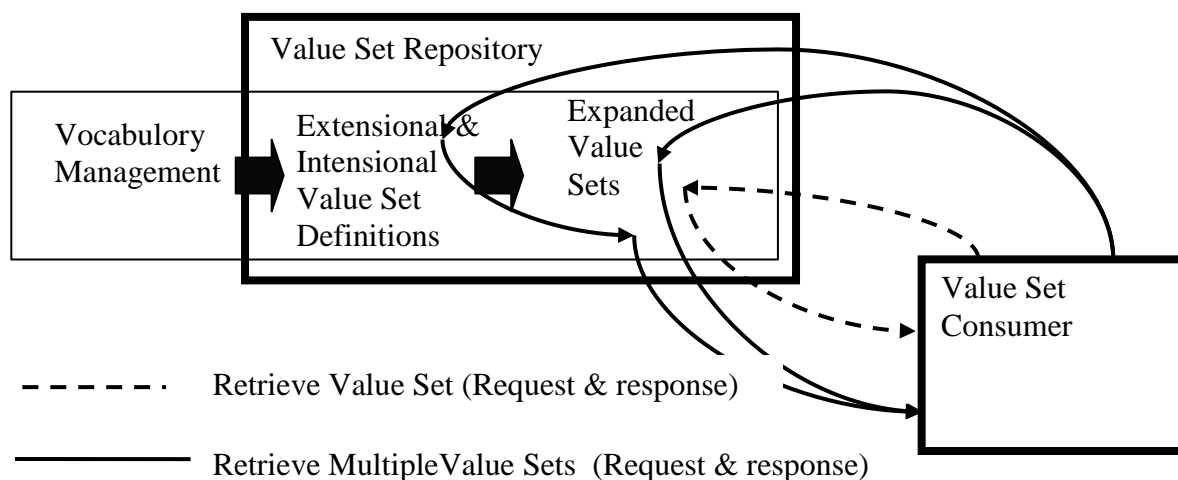 Value Set Repository
Vocabulory
Management
Extensional &
Intensional
Value Set
Definitions
Expanded
Value
Sets
Value Set
Consumer
Retrieve Value Set (Request & response)
Retrieve MultipleValue Sets (Request & response)